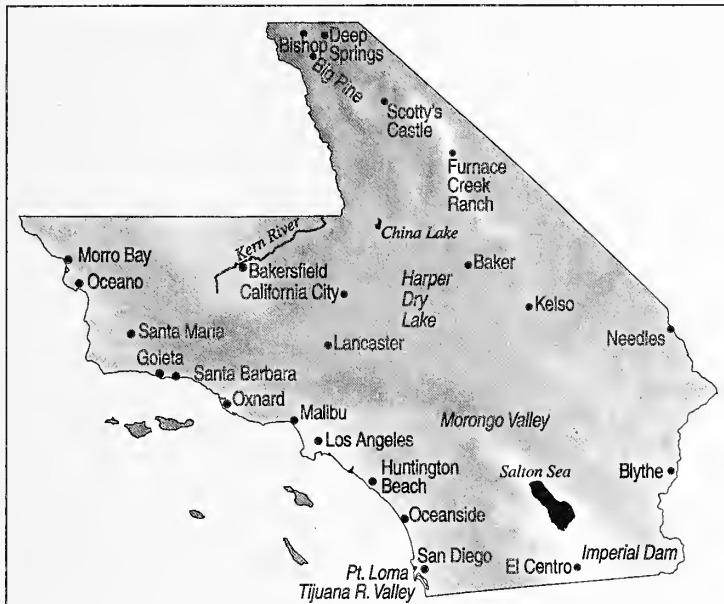 Bishop
Deep
Springs
Big Pine
Scotty's
Castle
Furnace
Creek
Ranch
Kern River
China Lake
Morro Bay
Oceano
Bakersfield
California City
Harper
Dry
Lake
Baker
Kelso
Needles
Santa Maria
Lancaster
Goleta
Santa Barbara
Oxnard
Malibu
Morongo Valley
Los Angeles
Huntington
Beach
Salton Sea
Blythe
Oceanside
San Diego
El Centro
Imperial Dam
Pt. Loma
Tijuana R. Valley